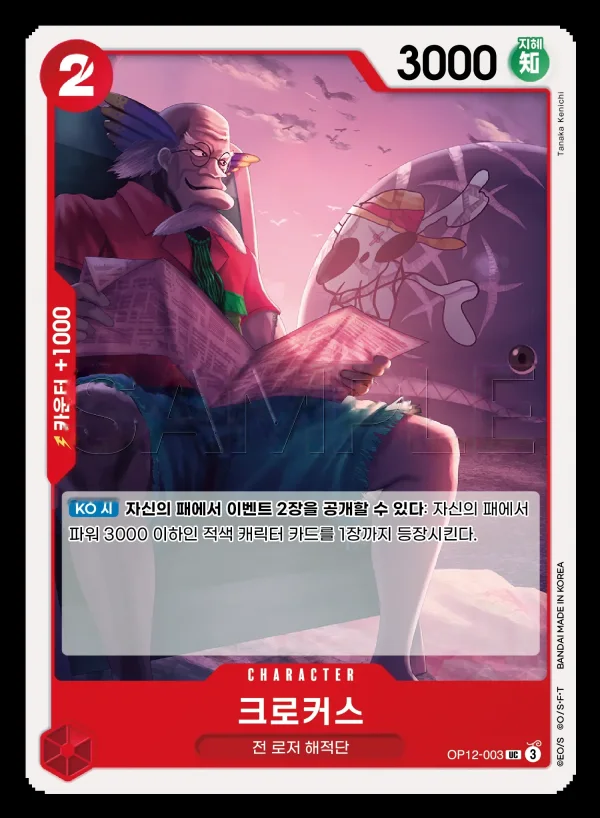 2
3000
지혜
知
Tanaka Kenichi
카운터 +1000
SAMPLE
KO 시 자신의 패에서 이벤트 2장을 공개할 수 있다: 자신의 패에서
파워 3000 이하인 적색 캐릭터 카드를 1장까지 등장시킨다.
CHARACTER
크로커스
전 로저 해적단
OP12-003 UC 3
©EO/S ©O/S·F·T BANDAI MADE IN KOREA